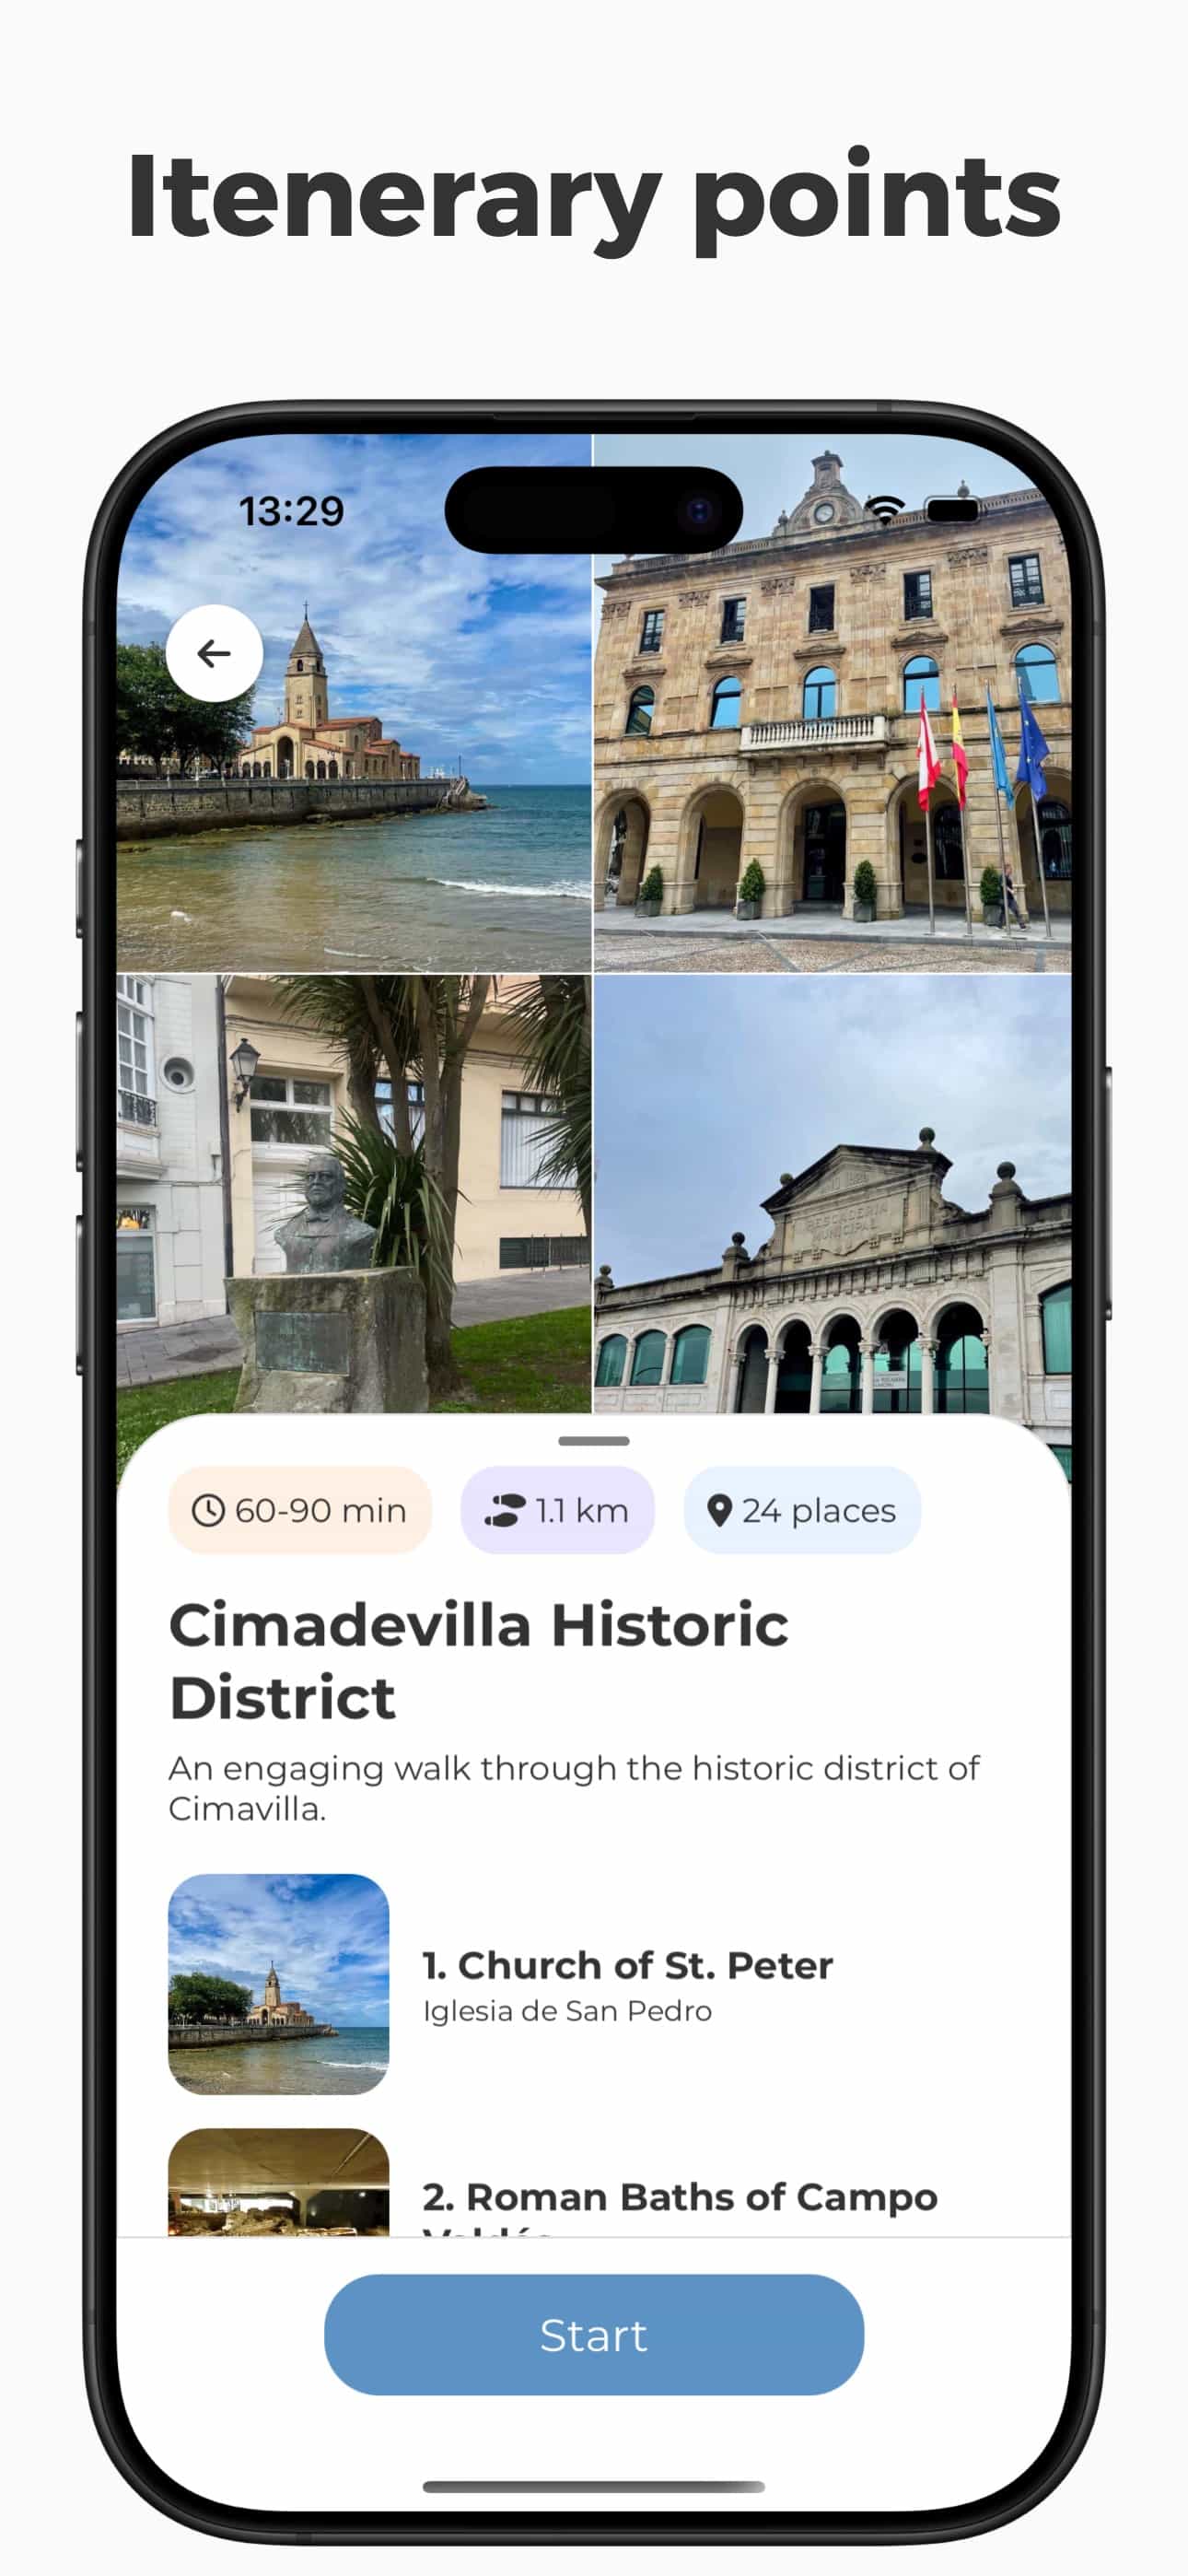 Itenerary points
13:29
PESCADERIA
MUNICIPAL
60-90 min
1.1 km
24 places
Cimadevilla Historic
District
An engaging walk through the historic district of
Cimavilla.
1. Church of St. Peter
Iglesia de San Pedro
2. Roman Baths of Campo
Start